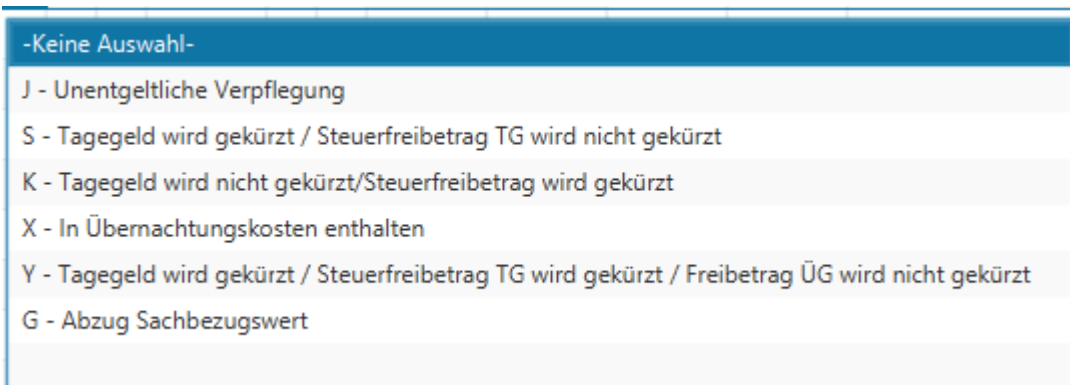 -Keine Auswahl-
J - Unentgeltliche Verpflegung
S - Tagegeld wird gekürzt / Steuerfreibetrag TG wird nicht gekürzt
K - Tagegeld wird nicht gekürzt/Steuerfreibetrag wird gekürzt
X - In Übernachtungskosten enthalten
Y - Tagegeld wird gekürzt / Steuerfreibetrag TG wird gekürzt / Freibetrag ÜG wird nicht gekürzt
G - Abzug Sachbezugswert